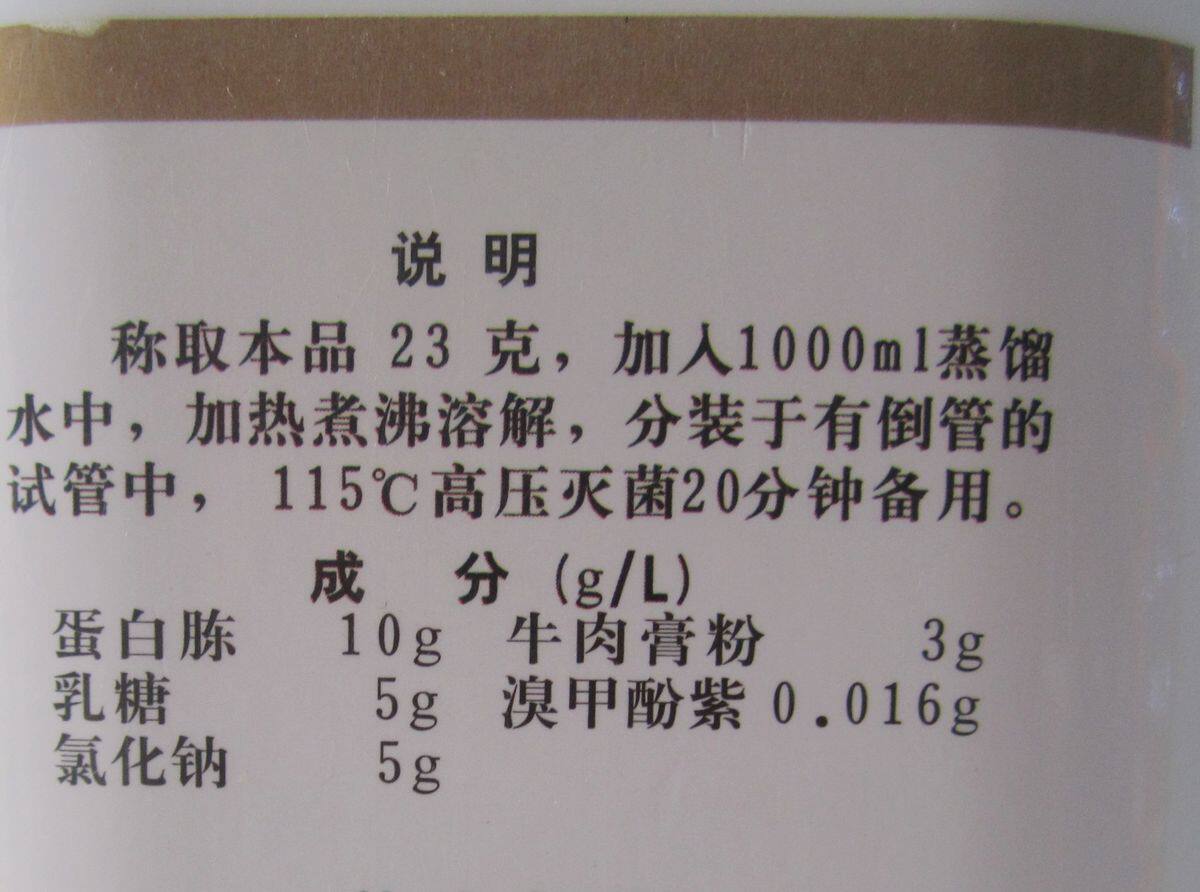 说 明
称取本品 23 克，加入1000ml蒸馏
水中，加热煮沸溶解，分装于有倒管的
试管中， 115℃高压灭菌20分钟备用。
成 分 (g/L)
蛋白胨 10g 牛肉膏粉 3g
乳糖 5g 溴甲酚紫 0.016g
氯化钠 5g